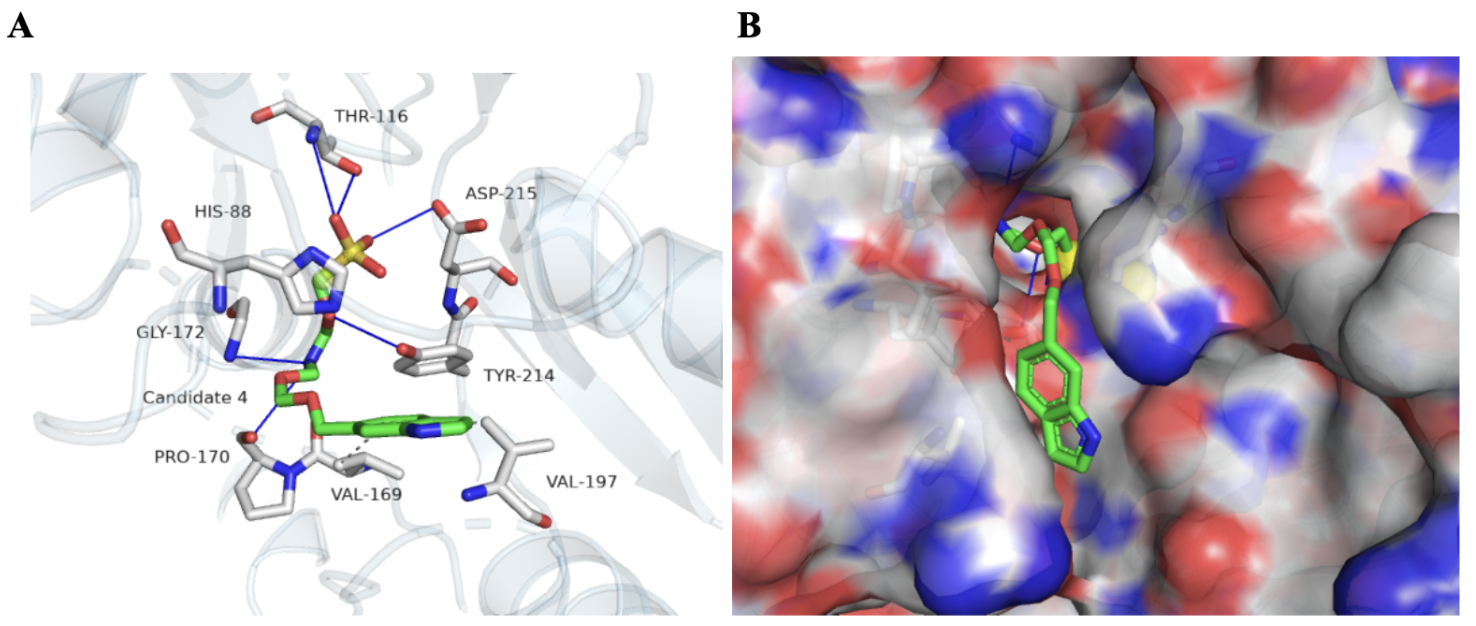 A
B
THR-116
ASP-215
HIS-88
GLY-172
TYR-214
Candidate 4
PRO-170
VAL-169
VAL-197